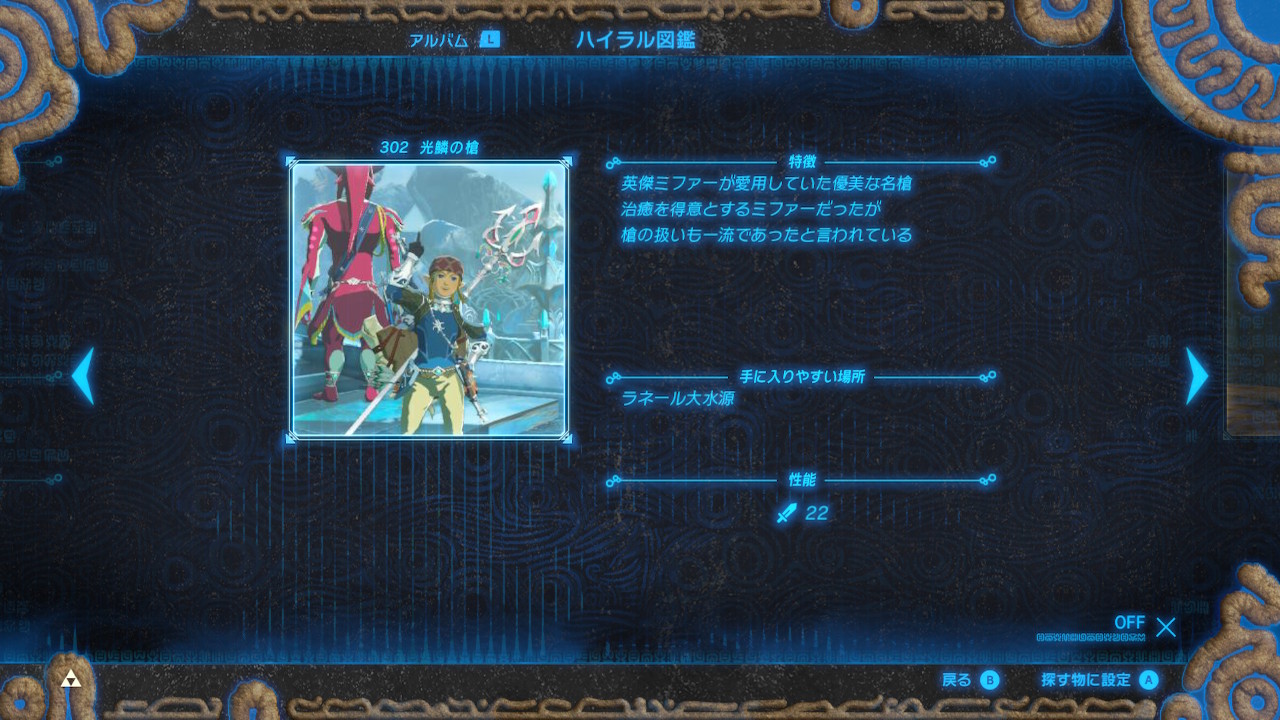 アルバム L
ハイラル図鑑
302 光鱗の槍
特徴
英傑ミファーが愛用していた優美な名槍
治癒を得意とするミファーだったが
槍の扱いも一流であったと言われている
手に入りやすい場所
ラネール大水源
性能
22
OFF
戻る B
探す物に設定 A